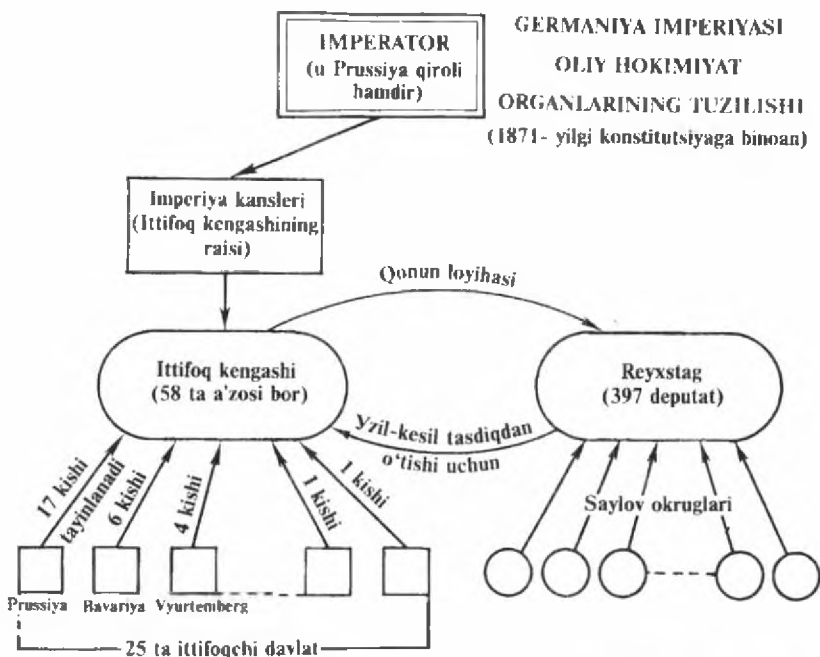 IMPERATOR
(u Prussiya qiroli
hamdir)
GERMANIYA IMPERIYASI
OLIY HOKIMIYAT
ORGANLARINING TUZILISHI
(1871- yilgi konstitutsiyaga binoan)
Imperiya kansleri
(Ittifoq kengashining
raisi)
Qonun loyihasi
Ittifoq kengashi
(58 ta a'zosi bor)
Reyxstag
(397 deputat)
Uzil-kesil tasdiqdan
o'tishi uchun
17 kishi
tayinlanadi
6 kishi
4 kishi
1 kishi
1 kishi
Saylov okruglari
Prussiya
Bavariya
Vyurtemberg
25 ta ittifoqchi davlat